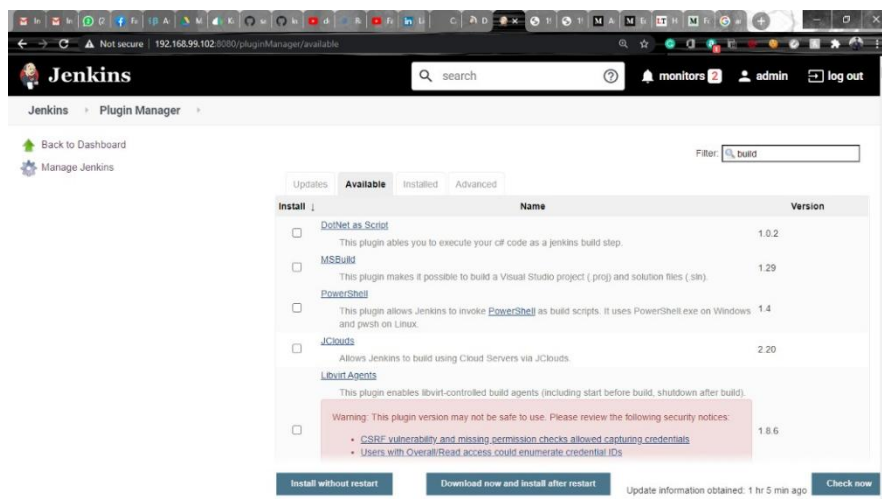 Not secure | 192.168.99.102:8080/pluginManager/available
Jenkins
search
monitors 2
admin
log out
Jenkins
Plugin Manager
Back to Dashboard
Manage Jenkins
Filter: build
Updates Available Installed Advanced
Install ↓ Name Version
DotNet as Script
This plugin ables you to execute your c# code as a jenkins build step.
1.0.2
MSBuild
This plugin makes it possible to build a Visual Studio project (.proj) and solution files (.sln).
1.29
PowerShell
This plugin allows Jenkins to invoke PowerShell as build scripts. It uses PowerShell.exe on Windows
and pwsh on Linux.
1.4
JClouds
Allows Jenkins to build using Cloud Servers via JClouds.
2.20
Libvirt Agents
This plugin enables libvirt-controlled build agents (including start before build, shutdown after build).
Warning: This plugin version may not be safe to use. Please review the following security notices:
• CSRF vulnerability and missing permission checks allowed capturing credentials
• Users with Overall/Read access could enumerate credential IDs
1.8.6
Install without restart
Download now and install after restart
Update information obtained: 1 hr 5 min ago
Check now